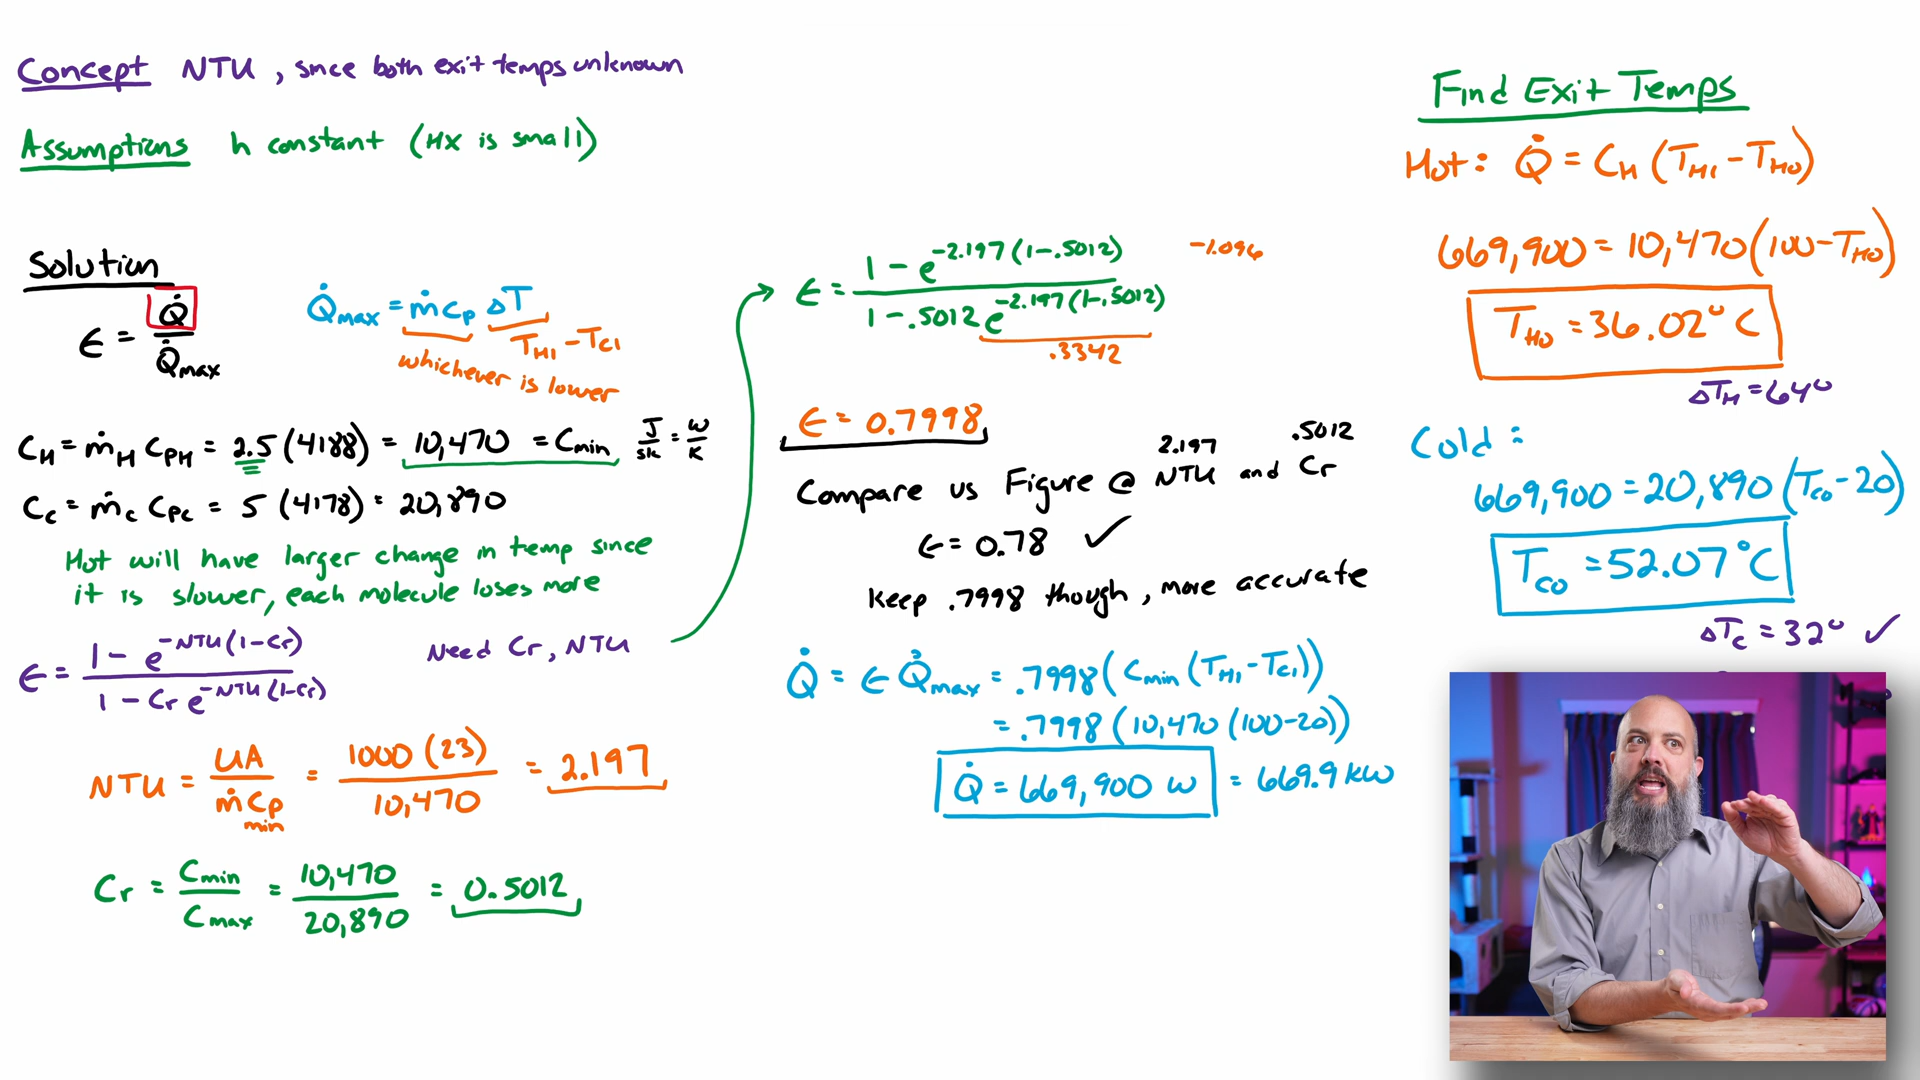 Concept NTU, since both exit temps unknown
Assumptions h constant (HX is small)
Solution
ϵ = Q̇ / Q̇max
Q̇max = ṁ cp ΔT
THI - TCI
whichever is lower
CH = ṁH CPH = 2.5 (4188) = 10,470 = Cmin J/sK = W/K
Cc = ṁc Cpc = 5 (4178) = 20,890
Hot will have larger change in temp since
it is slower, each molecule loses more
ϵ = (1 - e^-NTU(1-Cr)) / (1 - Cr e^-NTU(1-Cr))
Need Cr, NTU
NTU = UA / ṁCp min = 1000 (23) / 10,470 = 2.197
Cr = Cmin / Cmax = 10,470 / 20,890 = 0.5012
ϵ = (1 - e^-2.197(1-.5012)) / (1 - .5012 e^-2.197(1-.5012))
-1.096
.3342
ϵ = 0.7998
2.197 .5012
Compare vs Figure @ NTU and Cr
ϵ = 0.78 ✓
Keep .7998 though, more accurate
Q̇ = ϵ Q̇max = .7998 (Cmin (THI - TCI))
= .7998 (10,470 (100-20))
Q̇ = 669,900 W = 669.9 kW
Find Exit Temps
Hot: Q̇ = CH (THI - THO)
669,900 = 10,470 (100 - THO)
THO = 36.02° C
ΔTH = 64°
Cold:
669,900 = 20,890 (TCO - 20)
TCO = 52.07°C
ΔTC = 32° ✓